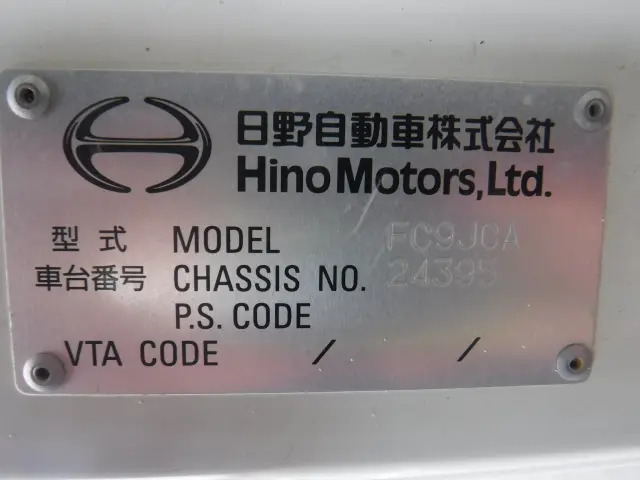 日野自動車株式会社
Hino Motors, Ltd.
型式 MODEL FC9JCA
車台番号 CHASSIS NO. 24395
P.S. CODE
VTA CODE / /